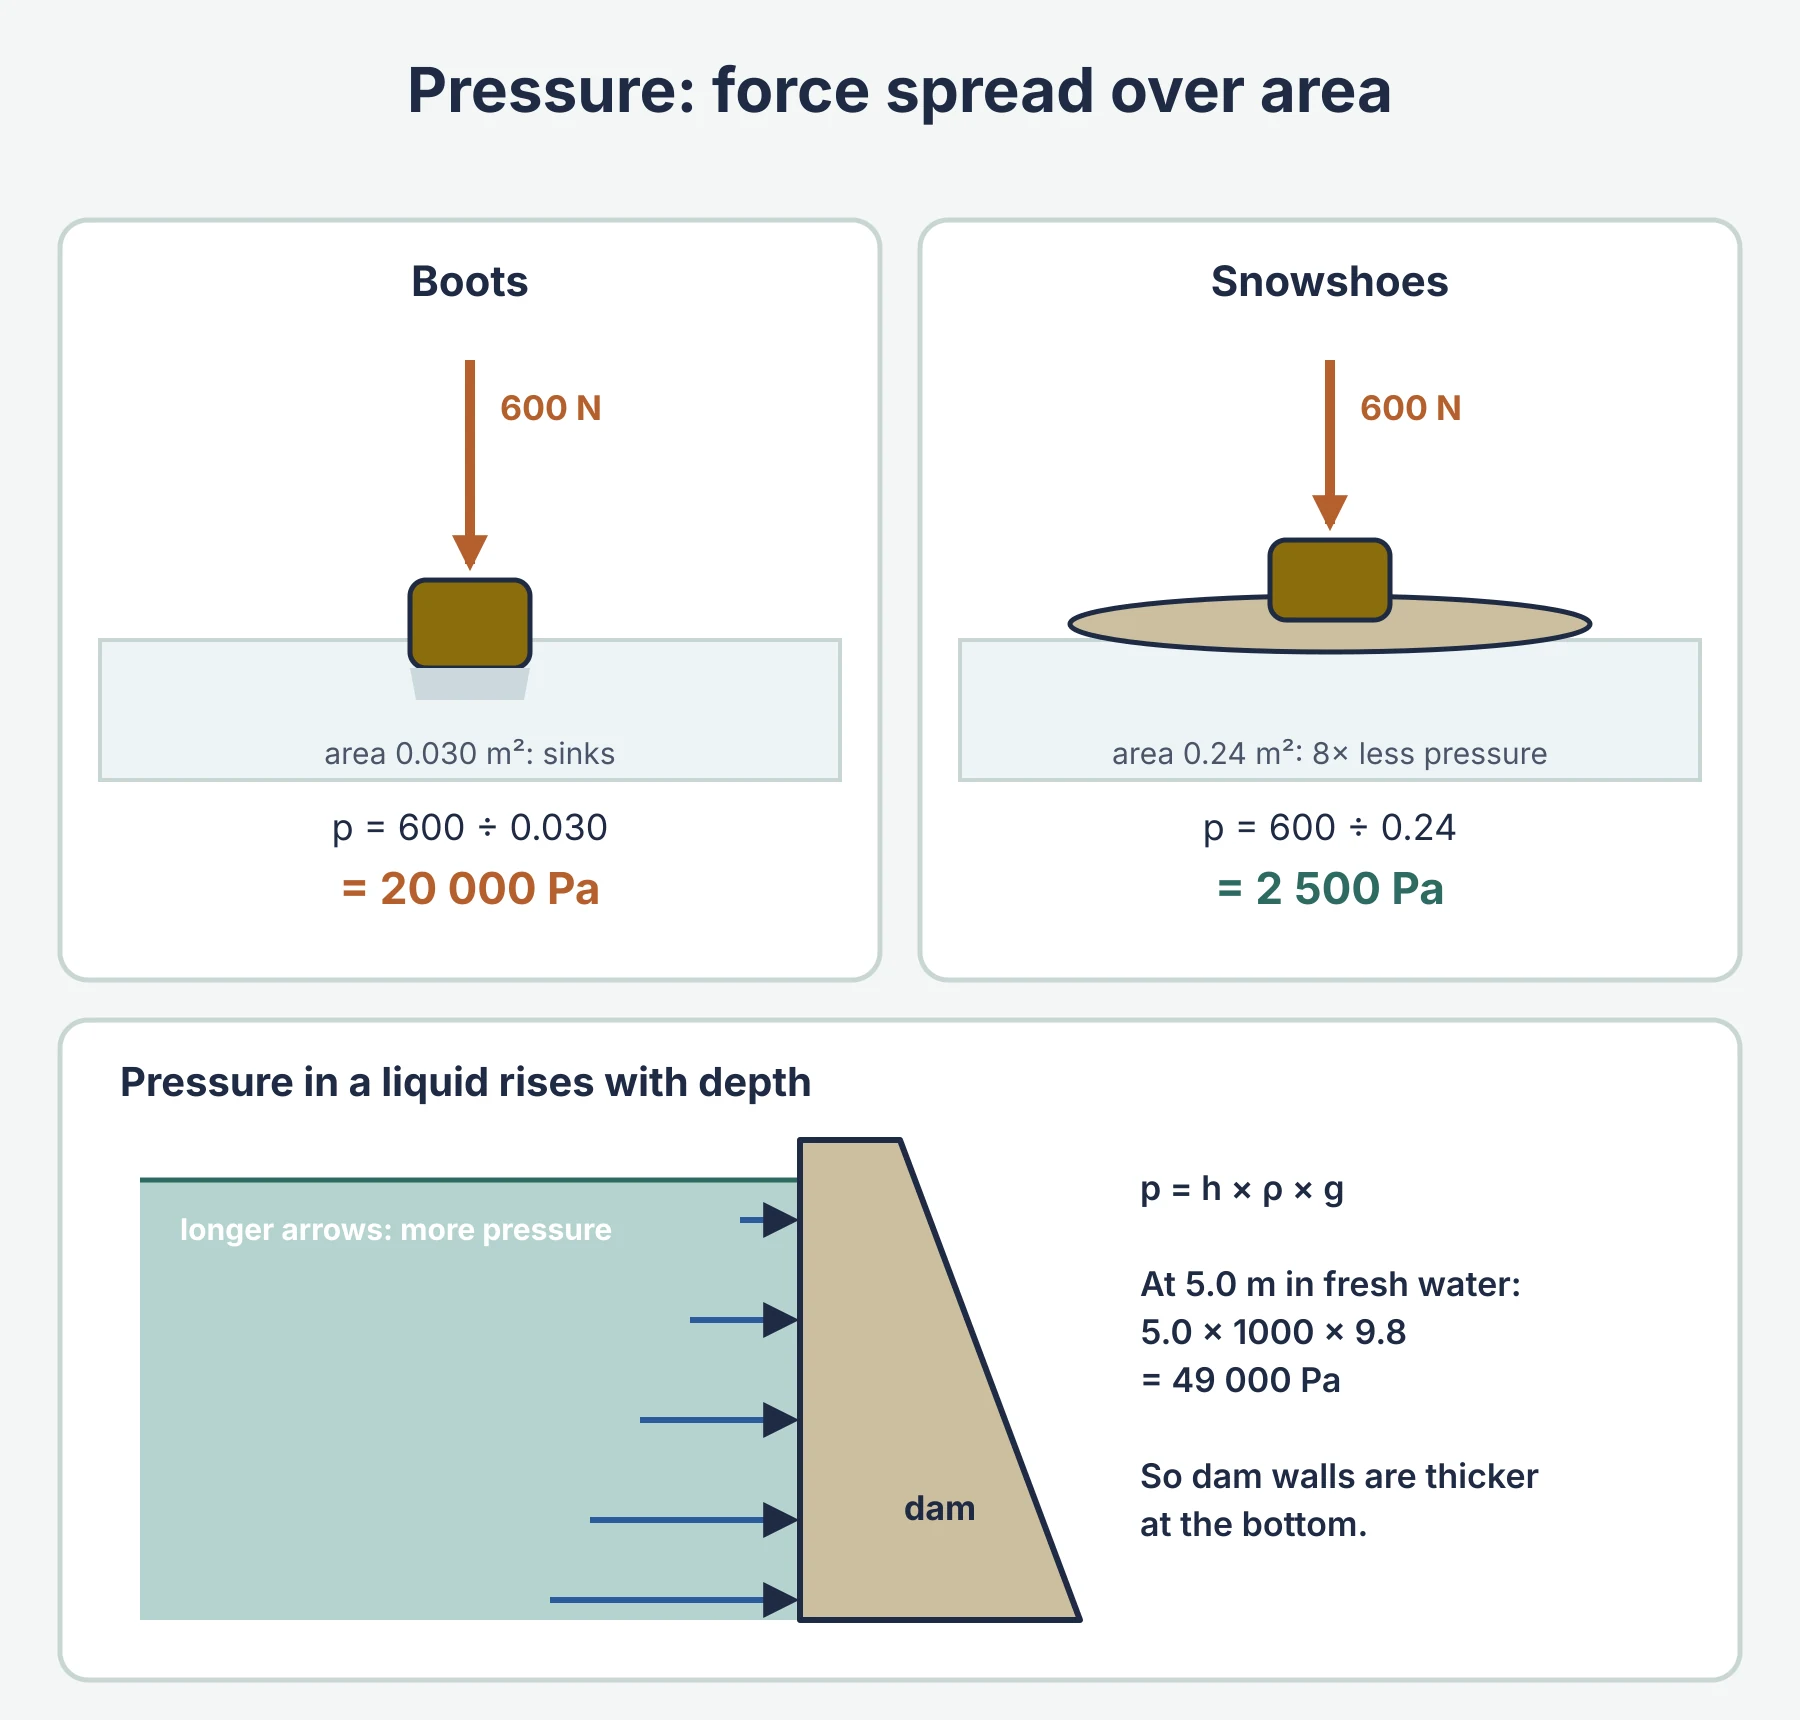 Pressure: force spread over area
Boots
600 N
area 0.030 m²: sinks
p = 600 ÷ 0.030
= 20 000 Pa
Snowshoes
600 N
area 0.24 m²: 8× less pressure
p = 600 ÷ 0.24
= 2 500 Pa
Pressure in a liquid rises with depth
longer arrows: more pressure
dam
p = h × ρ × g
At 5.0 m in fresh water:
5.0 × 1000 × 9.8
= 49 000 Pa
So dam walls are thicker
at the bottom.